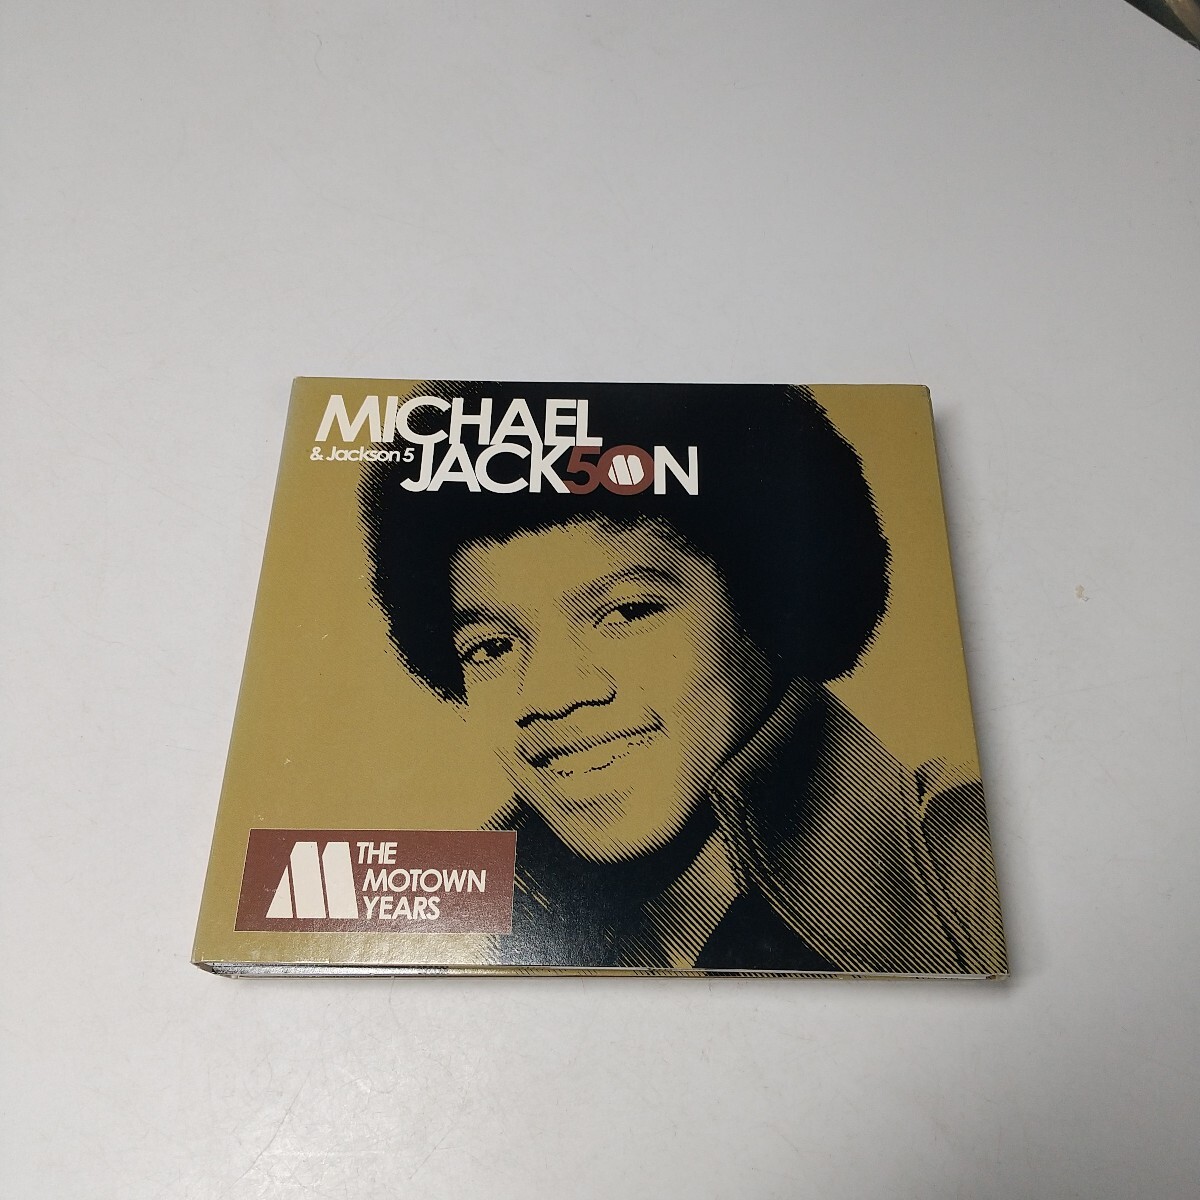 MICHAEL
& Jackson 5
JACK50N
THE
MOTOWN
YEARS